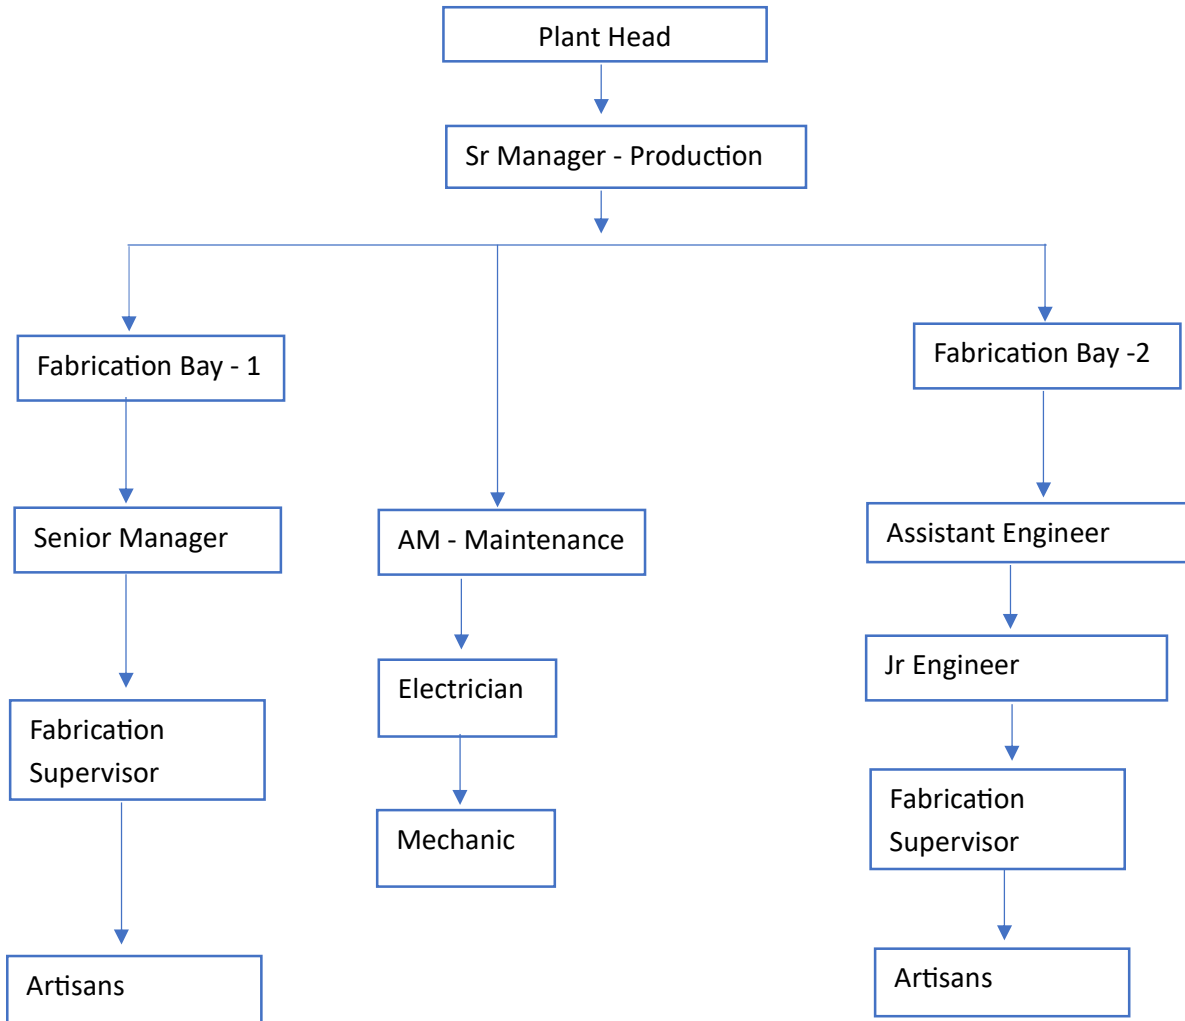 Plant Head
Sr Manager - Production
Fabrication Bay - 1
Fabrication Bay -2
Senior Manager
AM - Maintenance
Assistant Engineer
Electrician
Jr Engineer
Fabrication
Supervisor
Mechanic
Fabrication
Supervisor
Artisans
Artisans